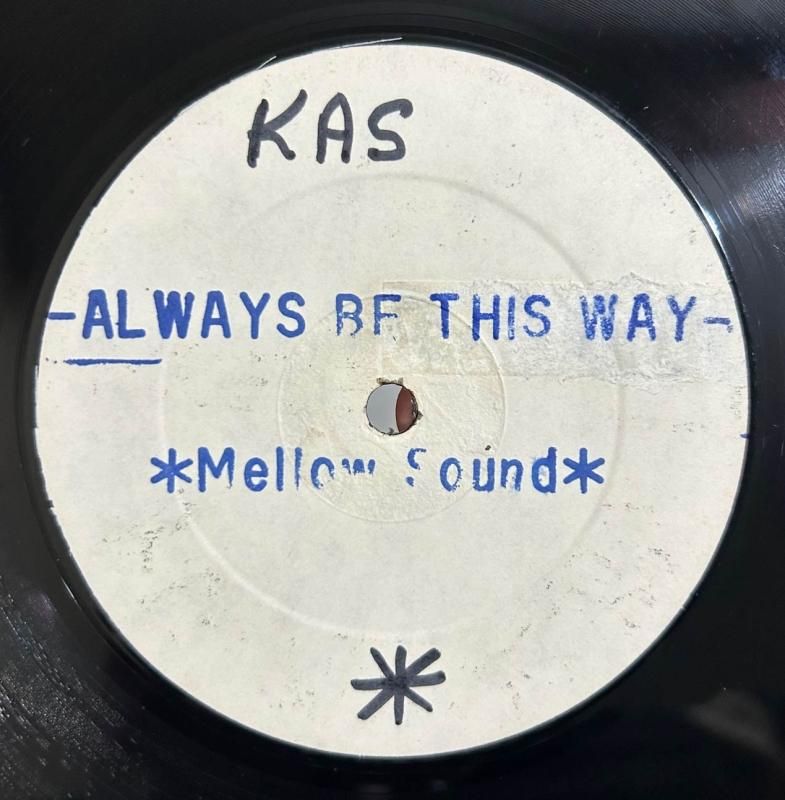 KAS
-ALWAYS BE THIS WAY-
*Mellow Sound*
*